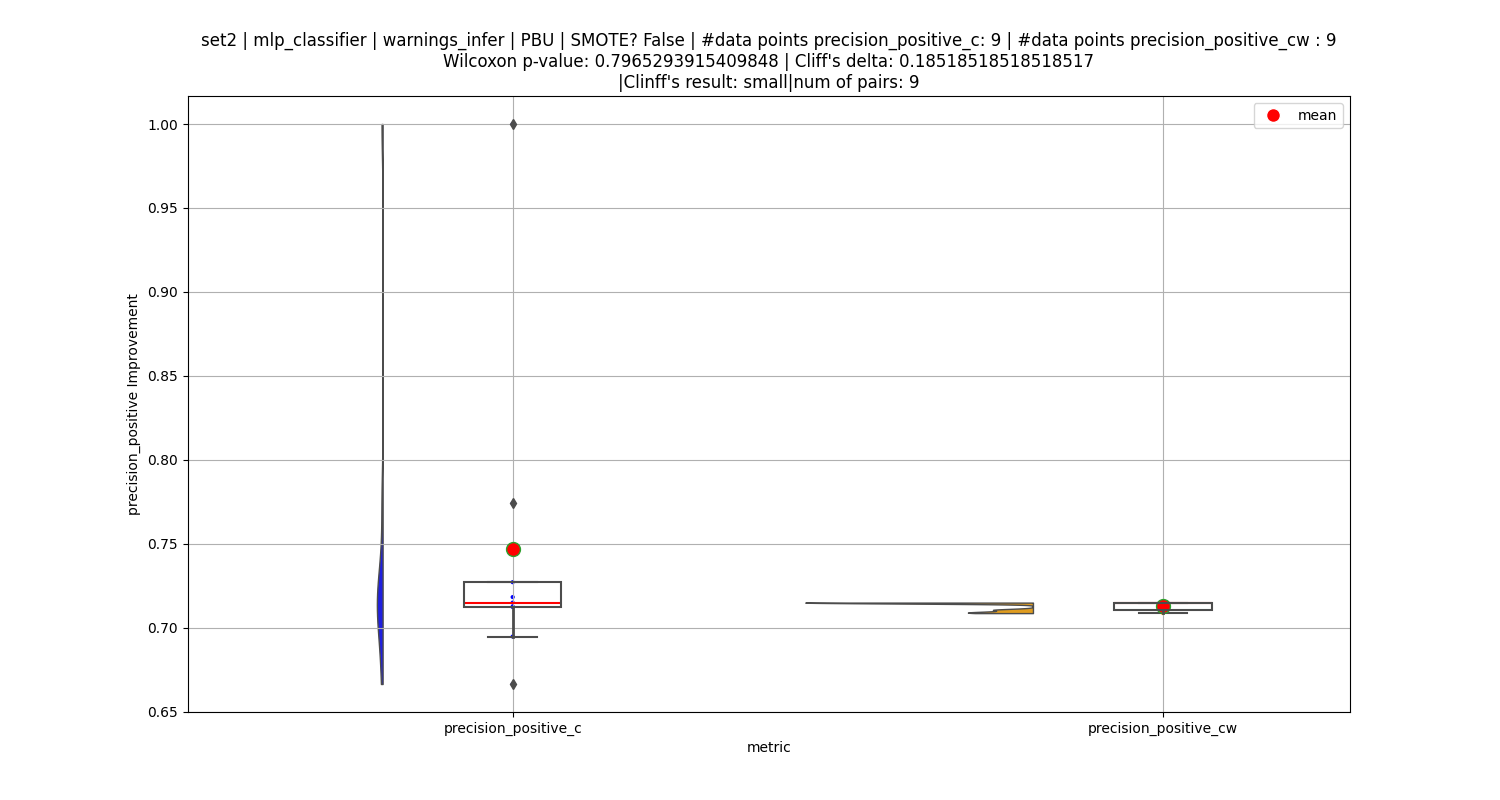 set2 | mlp_classifier | warnings_infer | PBU | SMOTE? False | #data points precision_positive_c: 9 | #data points precision_positive_cw : 9
Wilcoxon p-value: 0.7965293915409848 | Cliff's delta: 0.18518518518518517
|Clinff's result: small|num of pairs: 9
mean
1.00
0.95
0.90
0.85
0.80
0.75
0.70
0.65
precision_positive Improvement
precision_positive_c
precision_positive_cw
metric